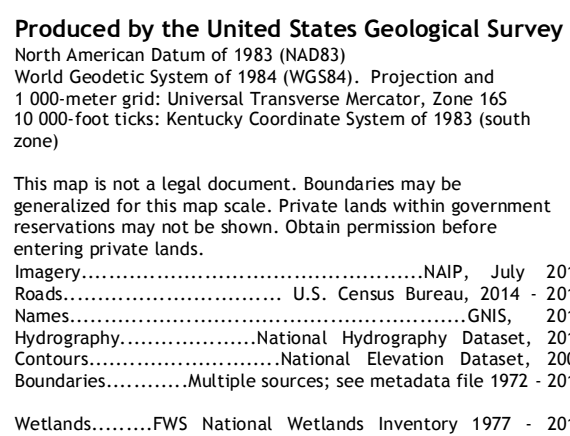 Produced by the United States Geological Survey
North American Datum of 1983 (NAD83)
World Geodetic System of 1984 (WGS84). Projection and
1 000-meter grid: Universal Transverse Mercator, Zone 16S
10 000-foot ticks: Kentucky Coordinate System of 1983 (south
zone)
This map is not a legal document. Boundaries may be
generalized for this map scale. Private lands within government
reservations may not be shown. Obtain permission before
entering private lands.
Imagery..................................................NAIP, July
Roads................................ U.S. Census Bureau, 2014 -
Names..........................................................GNIS,
Hydrography....................National Hydrography Dataset,
Contours............................National Elevation Dataset,
Boundaries............Multiple sources; see metadata file 1972 -
Wetlands.........FWS National Wetlands Inventory 1977 -